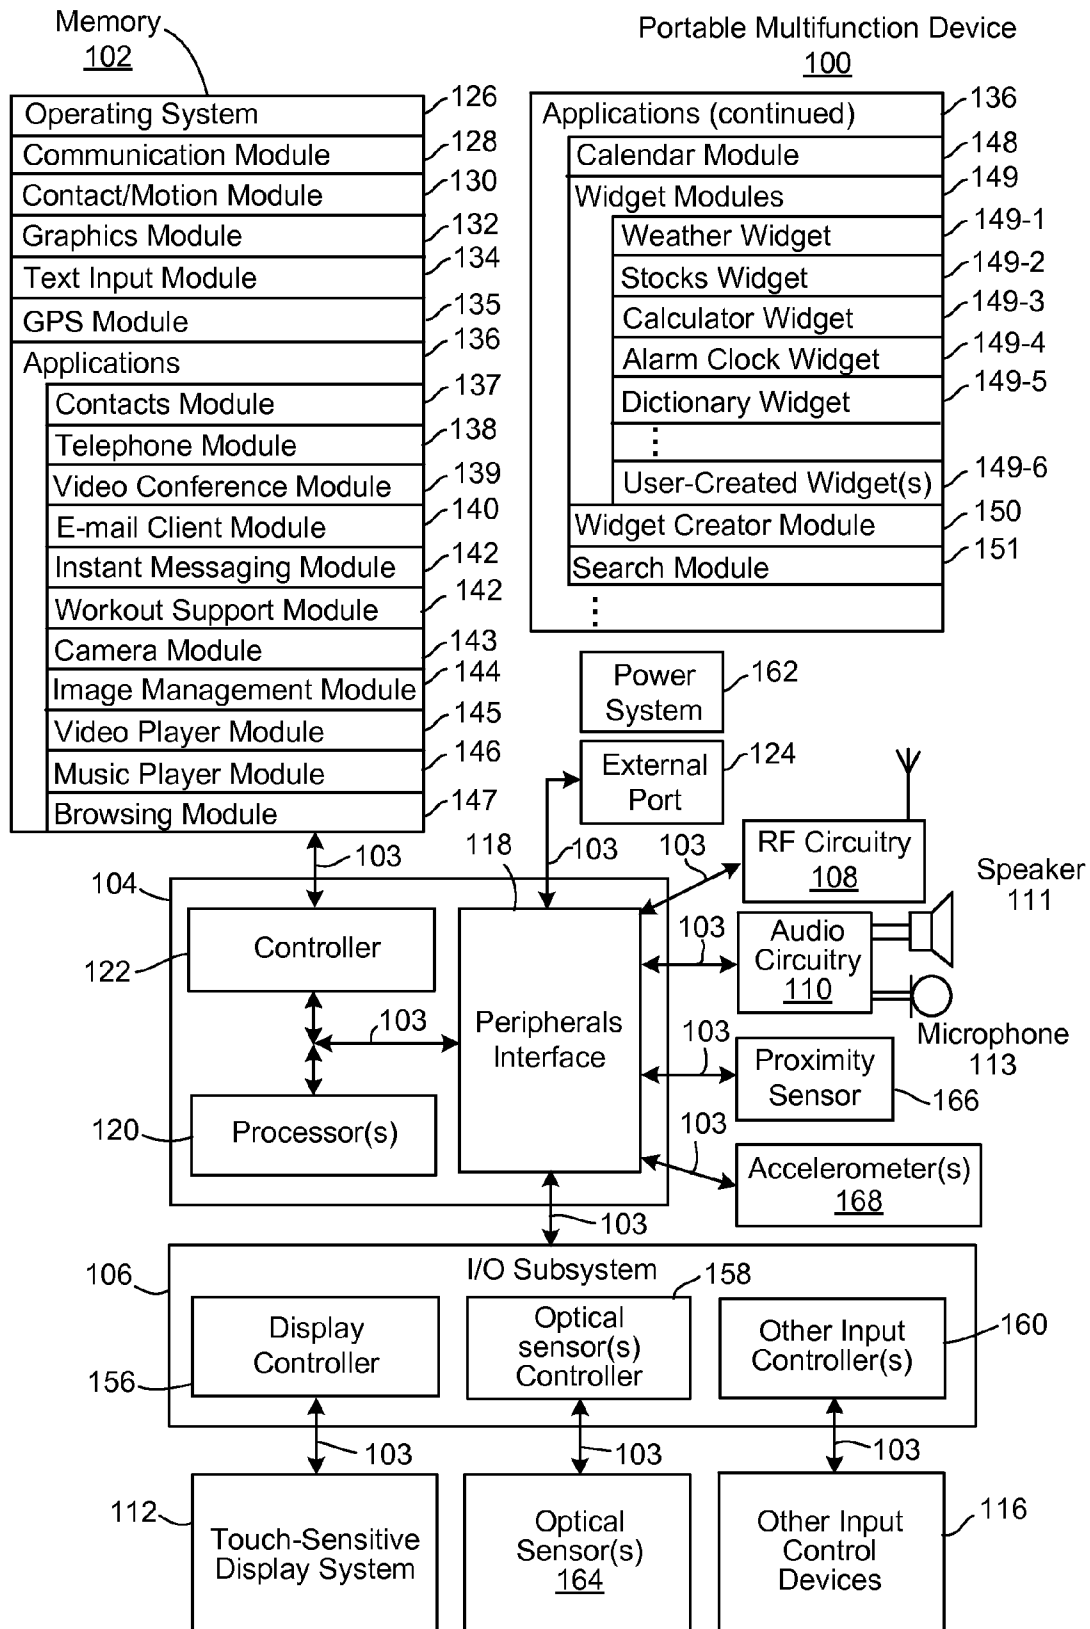 Memory
102
Operating System
126
Communication Module
128
Contact/Motion Module
130
Graphics Module
132
Text Input Module
134
GPS Module
135
Applications
136
Contacts Module
137
Telephone Module
138
Video Conference Module
139
E-mail Client Module
140
Instant Messaging Module
142
Workout Support Module
142
Camera Module
143
Image Management Module
144
Video Player Module
145
Music Player Module
146
Browsing Module
147
Portable Multifunction Device
100
Applications (continued)
136
Calendar Module
148
Widget Modules
149
Weather Widget
149-1
Stocks Widget
149-2
Calculator Widget
149-3
Alarm Clock Widget
149-4
Dictionary Widget
149-5
⋮
User-Created Widget(s)
149-6
Widget Creator Module
150
Search Module
151
⋮
Power
System
162
External
Port
124
103
103
118
103
RF Circuitry
108
Speaker
111
104
Controller
122
103
Audio
Circuitry
110
Microphone
113
103
Peripherals
Interface
103
Proximity
Sensor
166
120
Processor(s)
103
Accelerometer(s)
168
103
106
I/O Subsystem
Display
Controller
156
158
Optical
sensor(s)
Controller
Other Input
Controller(s)
160
103
103
103
112
Touch-Sensitive
Display System
Optical
Sensor(s)
164
Other Input
Control
Devices
116